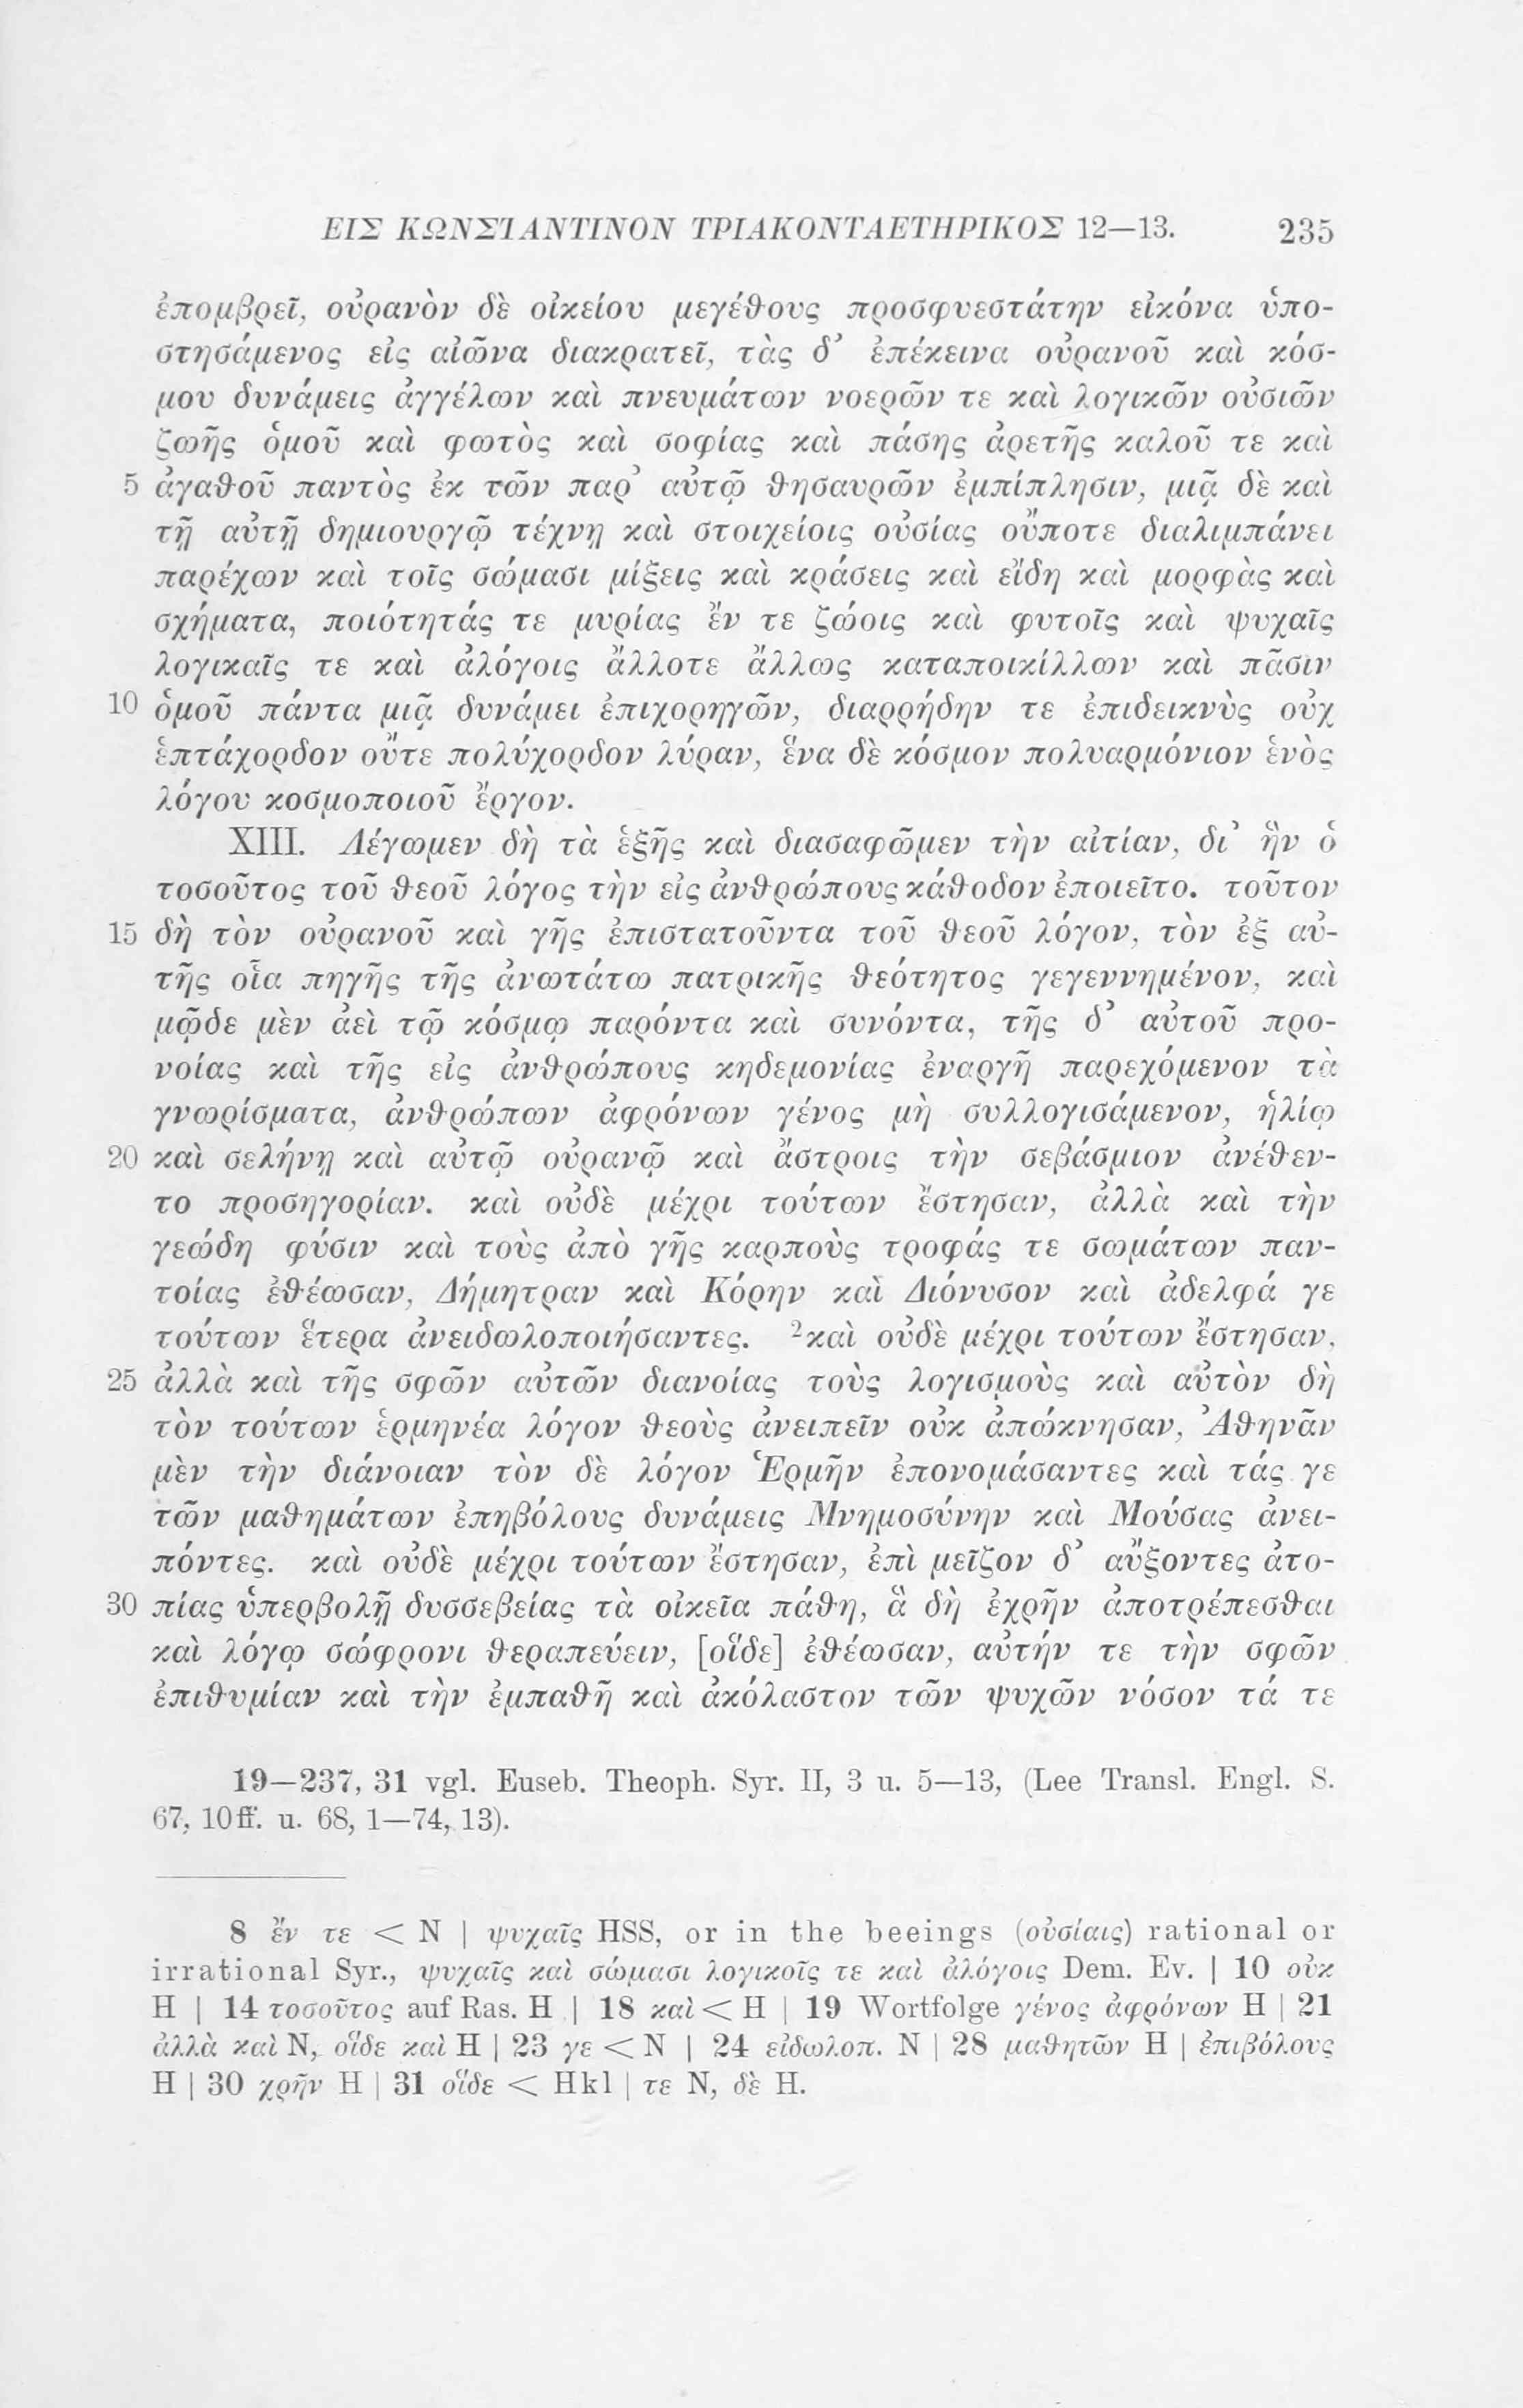 ΕΙΣ ΚΩΝΣΤΑΝΤΙΝΟΝ ΤΡΙΑΚΟΝΤΑΕΤΗΡΙΚΟΣ 12—13. 235
ἐπομβρεῖ, οὐρανὸν δὲ οἰκείου μεγέθους προσφυεστάτην εἰκόνα ὑπο-
στησάμενος εἰς αἰῶνα διακρατεῖ, τὰς δ’ ἐπέκεινα οὐρανοῦ καὶ κόσ-
μου δυνάμεις ἀγγέλων καὶ πνευμάτων νοερῶν τε καὶ λογικῶν οὐσιῶν
ζωῆς ὁμοῦ καὶ φωτὸς καὶ σοφίας καὶ πάσης ἀρετῆς καλοῦ τε καὶ
5 ἀγαθοῦ παντὸς ἐκ τῶν παρ’ αὐτῷ θησαυρῶν ἐμπίπλησιν, μιᾷ δὲ καὶ
τῇ αὐτῇ δημιουργῷ τέχνῃ καὶ στοιχείοις οὐσίας οὔποτε διαλιμπάνει
παρέχων καὶ τοῖς σώμασι μίξεις καὶ κράσεις καὶ εἴδη καὶ μορφὰς καὶ
σχήματα, ποιότητάς τε μυρίας ἔν τε ζώοις καὶ φυτοῖς καὶ ψυχαῖς
λογικαῖς τε καὶ ἀλόγοις ἄλλοτε ἄλλως καταποικίλλων καὶ πᾶσιν
10 ὁμοῦ πάντα μιᾷ δυνάμει ἐπιχορηγῶν, διαρρήδην τε ἐπιδεικνὺς οὐχ
ἑπτάχορδον οὔτε πολύχορδον λύραν, ἕνα δὲ κόσμον πολυαρμόνιον ἑνὸς
λόγου κοσμοποιοῦ ἔργον.
XIII. Λέγωμεν δὴ τὰ ἑξῆς καὶ διασαφῶμεν τὴν αἰτίαν, δι’ ἣν ὁ
τοσοῦτος τοῦ θεοῦ λόγος τὴν εἰς ἀνθρώπους κάθοδον ἐποιεῖτο. τοῦτον
15 δὴ τὸν οὐρανοῦ καὶ γῆς ἐπιστατοῦντα τοῦ θεοῦ λόγον, τὸν ἐξ αὐ-
τῆς οἷα πηγῆς τῆς ἀνωτάτω πατρικῆς θεότητος γεγεννημένον, καὶ
μῷδε μὲν ἀεὶ τῷ κόσμῳ παρόντα καὶ συνόντα, τῆς δ’ αὐτοῦ προ-
νοίας καὶ τῆς εἰς ἀνθρώπους κηδεμονίας ἐναργῆ παρεχόμενον τὰ
γνωρίσματα, ἀνθρώπων ἀφρόνων γένος μὴ συλλογισάμενον, ἡλίῳ
20 καὶ σελήνῃ καὶ αὐτῷ οὐρανῷ καὶ ἄστροις τὴν σεβάσμιον ἀνέθεν-
το προσηγορίαν. καὶ οὐδὲ μέχρι τούτων ἔστησαν, ἀλλὰ καὶ τὴν
γεώδη φύσιν καὶ τοὺς ἀπὸ γῆς καρποὺς τροφάς τε σωμάτων παν-
τοίας ἐθέωσαν, Δήμητραν καὶ Κόρην καὶ Διόνυσον καὶ ἀδελφά γε
τούτων ἕτερα ἀνειδωλοποιήσαντες. ²καὶ οὐδὲ μέχρι τούτων ἔστησαν,
25 ἀλλὰ καὶ τῆς σφῶν αὐτῶν διανοίας τοὺς λογισμοὺς καὶ αὐτὸν δὴ
τὸν τούτων ἑρμηνέα λόγον θεοὺς ἀνειπεῖν οὐκ ἀπώκνησαν, Ἀθηνᾶν
μὲν τὴν διάνοιαν τὸν δὲ λόγον Ἑρμῆν ἐπονομάσαντες καὶ τάς γε
τῶν μαθημάτων ἐπηβόλους δυνάμεις Μνημοσύνην καὶ Μούσας ἀνει-
πόντες. καὶ οὐδὲ μέχρι τούτων ἔστησαν, ἐπὶ μεῖζον δ’ αὔξοντες ἀτο-
30 πίας ὑπερβολῇ δυσσεβείας τὰ οἰκεῖα πάθη, ἃ δὴ ἐχρῆν ἀποτρέπεσθαι
καὶ λόγῳ σώφρονι θεραπεύειν, [οἵδε] ἐθέωσαν, αὐτήν τε τὴν σφῶν
ἐπιθυμίαν καὶ τὴν ἐμπαθῆ καὶ ἀκόλαστον τῶν ψυχῶν νόσον τά τε
19—237, 31 vgl. Euseb. Theoph. Syr. II, 3 u. 5—13, (Lee Transl. Engl. S.
67, 10ff. u. 68, 1—74, 13).
8 ἔν τε < N | ψυχαῖς HSS, or in the beeings (οὐσίαις) rational or
irrational Syr., ψυχαῖς καὶ σώμασι λογικοῖς τε καὶ ἀλόγοις Dem. Ev. | 10 οὐκ
H | 14 τοσοῦτος auf Ras. H | 18 καὶ < H | 19 Wortfolge γένος ἀφρόνων H | 21
ἀλλὰ καὶ N, οἵδε καὶ H | 23 γε < N | 24 εἰδωλοπ. N | 28 μαθητῶν H | ἐπιβόλους
H | 30 χρῆν H | 31 οἵδε < Hkl | τε N, δὲ H.